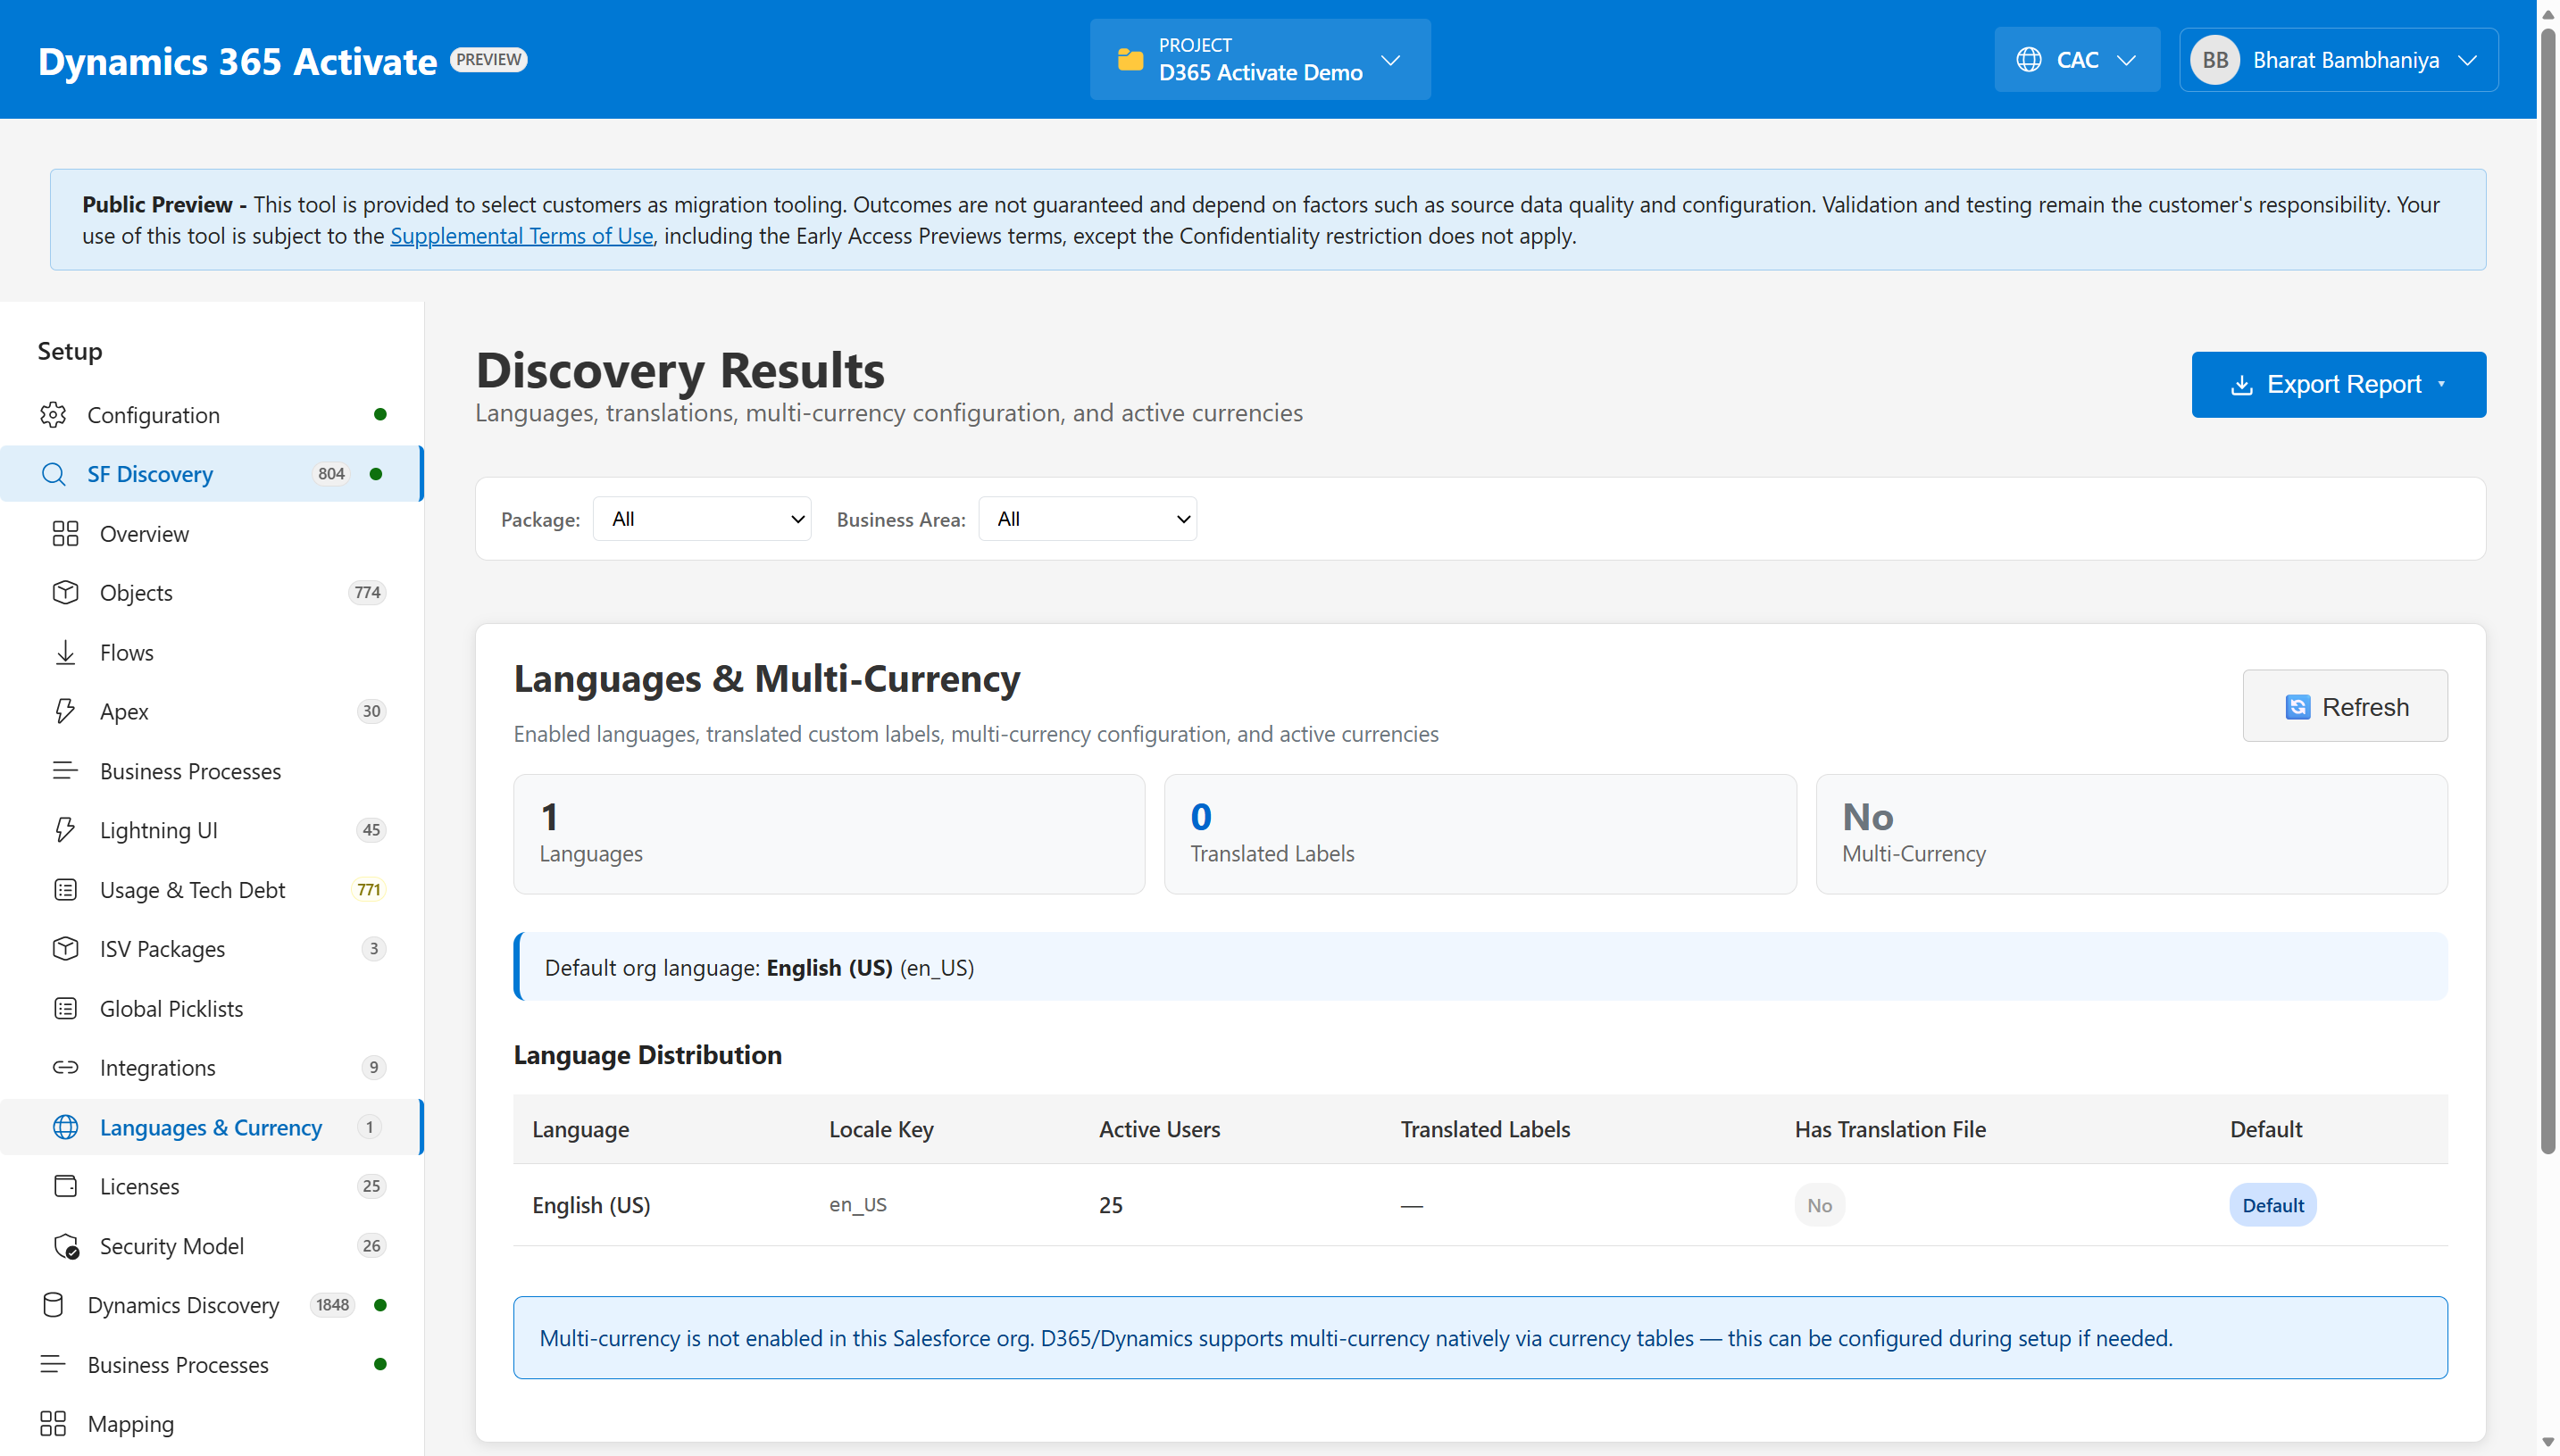 Dynamics 365 Activate PREVIEW
PROJECT
D365 Activate Demo
CAC
BB Bharat Bambhaniya
Public Preview - This tool is provided to select customers as migration tooling. Outcomes are not guaranteed and depend on factors such as source data quality and configuration. Validation and testing remain the customer's responsibility. Your
use of this tool is subject to the Supplemental Terms of Use, including the Early Access Previews terms, except the Confidentiality restriction does not apply.
Setup
Configuration
SF Discovery 804
Overview
Objects 774
Flows
Apex 30
Business Processes
Lightning UI 45
Usage & Tech Debt 771
ISV Packages 3
Global Picklists
Integrations 9
Languages & Currency 1
Licenses 25
Security Model 26
Dynamics Discovery 1848
Business Processes
Mapping
Discovery Results
Languages, translations, multi-currency configuration, and active currencies
Export Report
Package: All Business Area: All
Languages & Multi-Currency
Enabled languages, translated custom labels, multi-currency configuration, and active currencies
Refresh
1
Languages
0
Translated Labels
No
Multi-Currency
Default org language: English (US) (en_US)
Language Distribution
Language Locale Key Active Users Translated Labels Has Translation File Default
English (US) en_US 25 — No Default
Multi-currency is not enabled in this Salesforce org. D365/Dynamics supports multi-currency natively via currency tables — this can be configured during setup if needed.